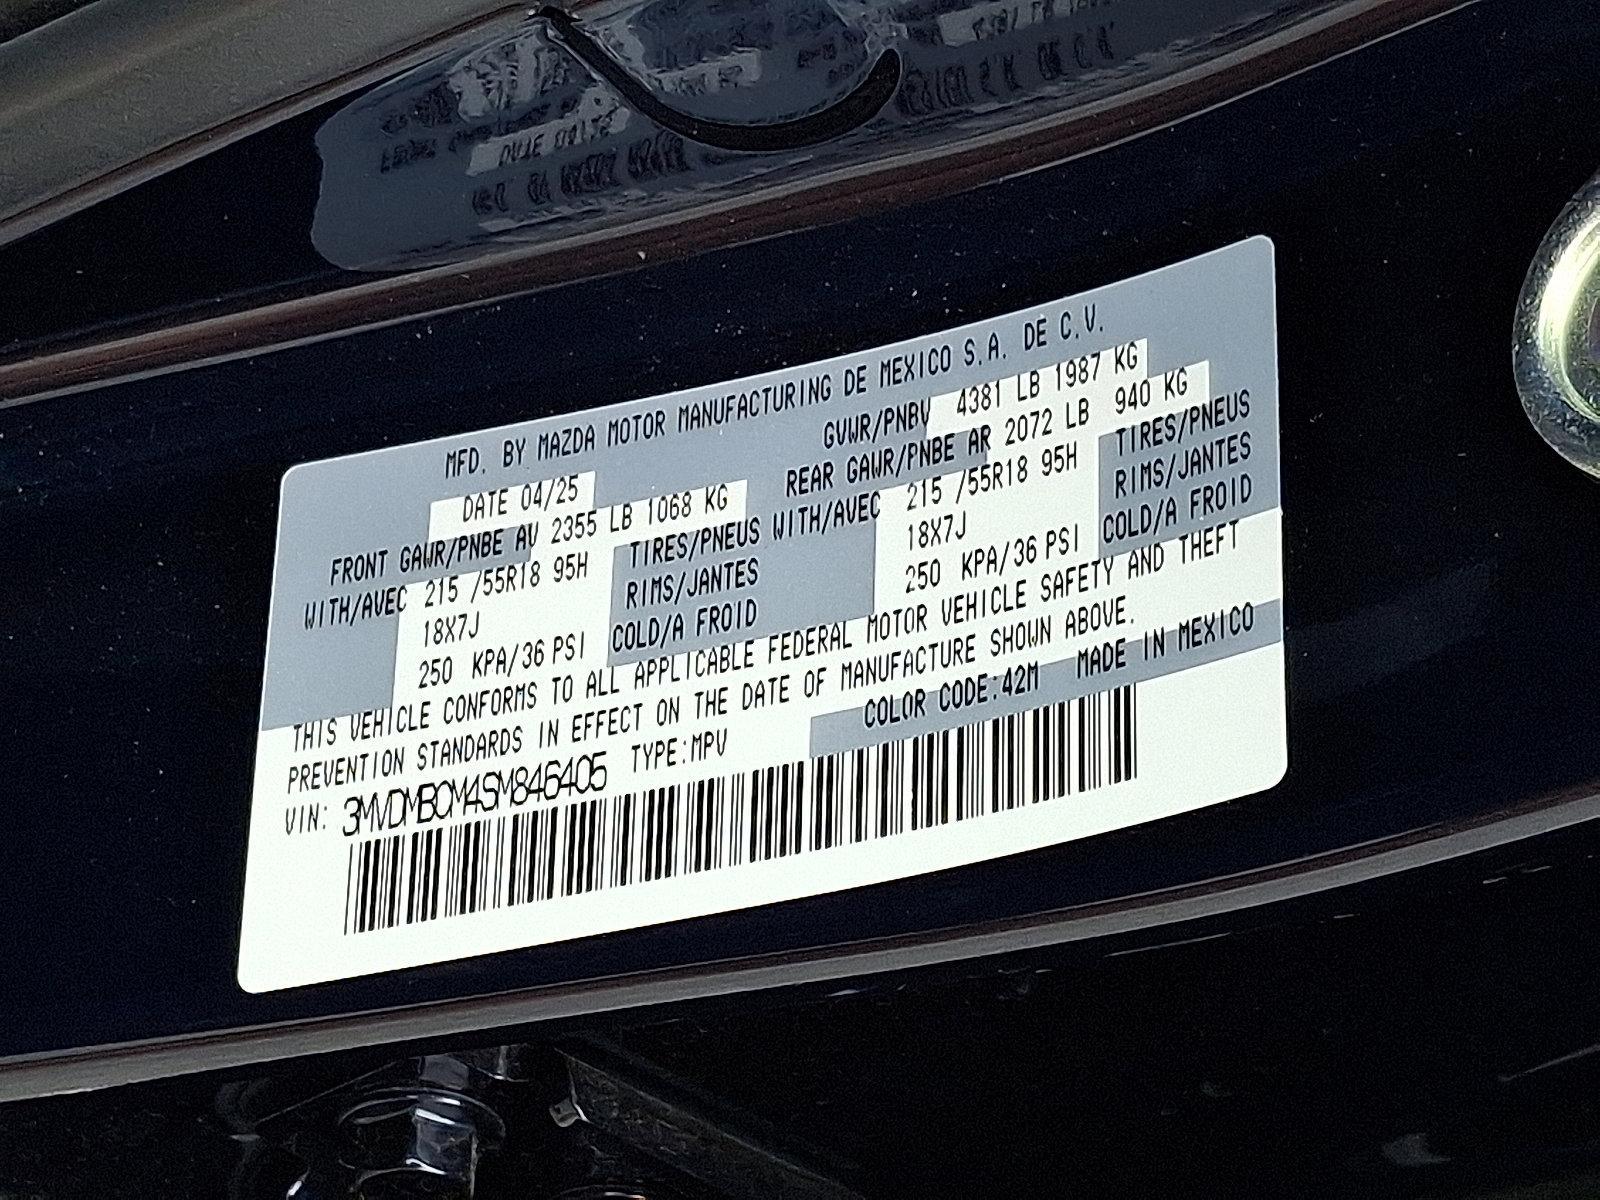 MFD. BY MAZDA MOTOR MANUFACTURING DE MEXICO S.A. DE C.V.
DATE 04/25 GVWR/PNBV 4381 LB 1987 KG
FRONT GAWR/PNBE AV 2355 LB 1068 KG REAR GAWR/PNBE AR 2072 LB 940 KG
WITH/AVEC 215 /55R18 95H TIRES/PNEUS WITH/AVEC 215 /55R18 95H TIRES/PNEUS
18X7J RIMS/JANTES 18X7J RIMS/JANTES
250 KPA/36 PSI COLD/A FROID 250 KPA/36 PSI COLD/A FROID
THIS VEHICLE CONFORMS TO ALL APPLICABLE FEDERAL MOTOR VEHICLE SAFETY AND THEFT
PREVENTION STANDARDS IN EFFECT ON THE DATE OF MANUFACTURE SHOWN ABOVE.
VIN: 3MVDMBCM4SM846405 TYPE:MPV COLOR CODE:42M MADE IN MEXICO